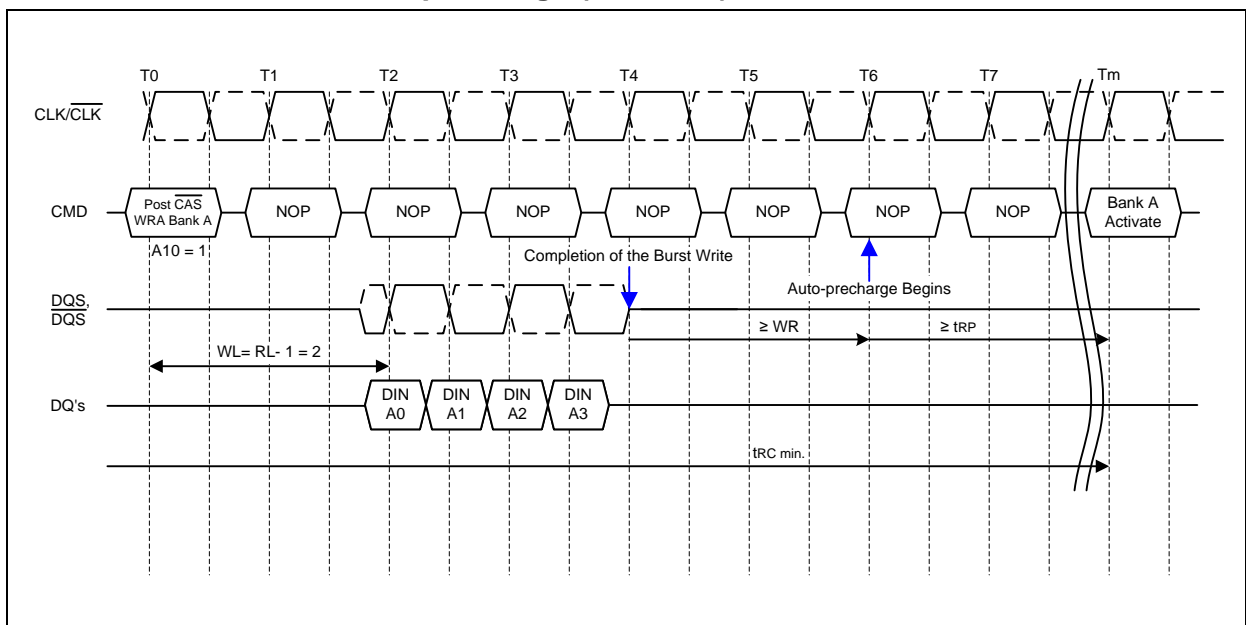 T0 T1 T2 T3 T4 T5 T6 T7 Tm
CLK/CLK
CMD
Post CAS
WRA Bank A
NOP NOP NOP NOP NOP NOP NOP
Bank A
Activate
A10 = 1
Completion of the Burst Write
Auto-precharge Begins
DQS,
DQS
≥ WR
≥ tRP
WL= RL- 1 = 2
DQ's
DIN
A0
DIN
A1
DIN
A2
DIN
A3
tRC min.